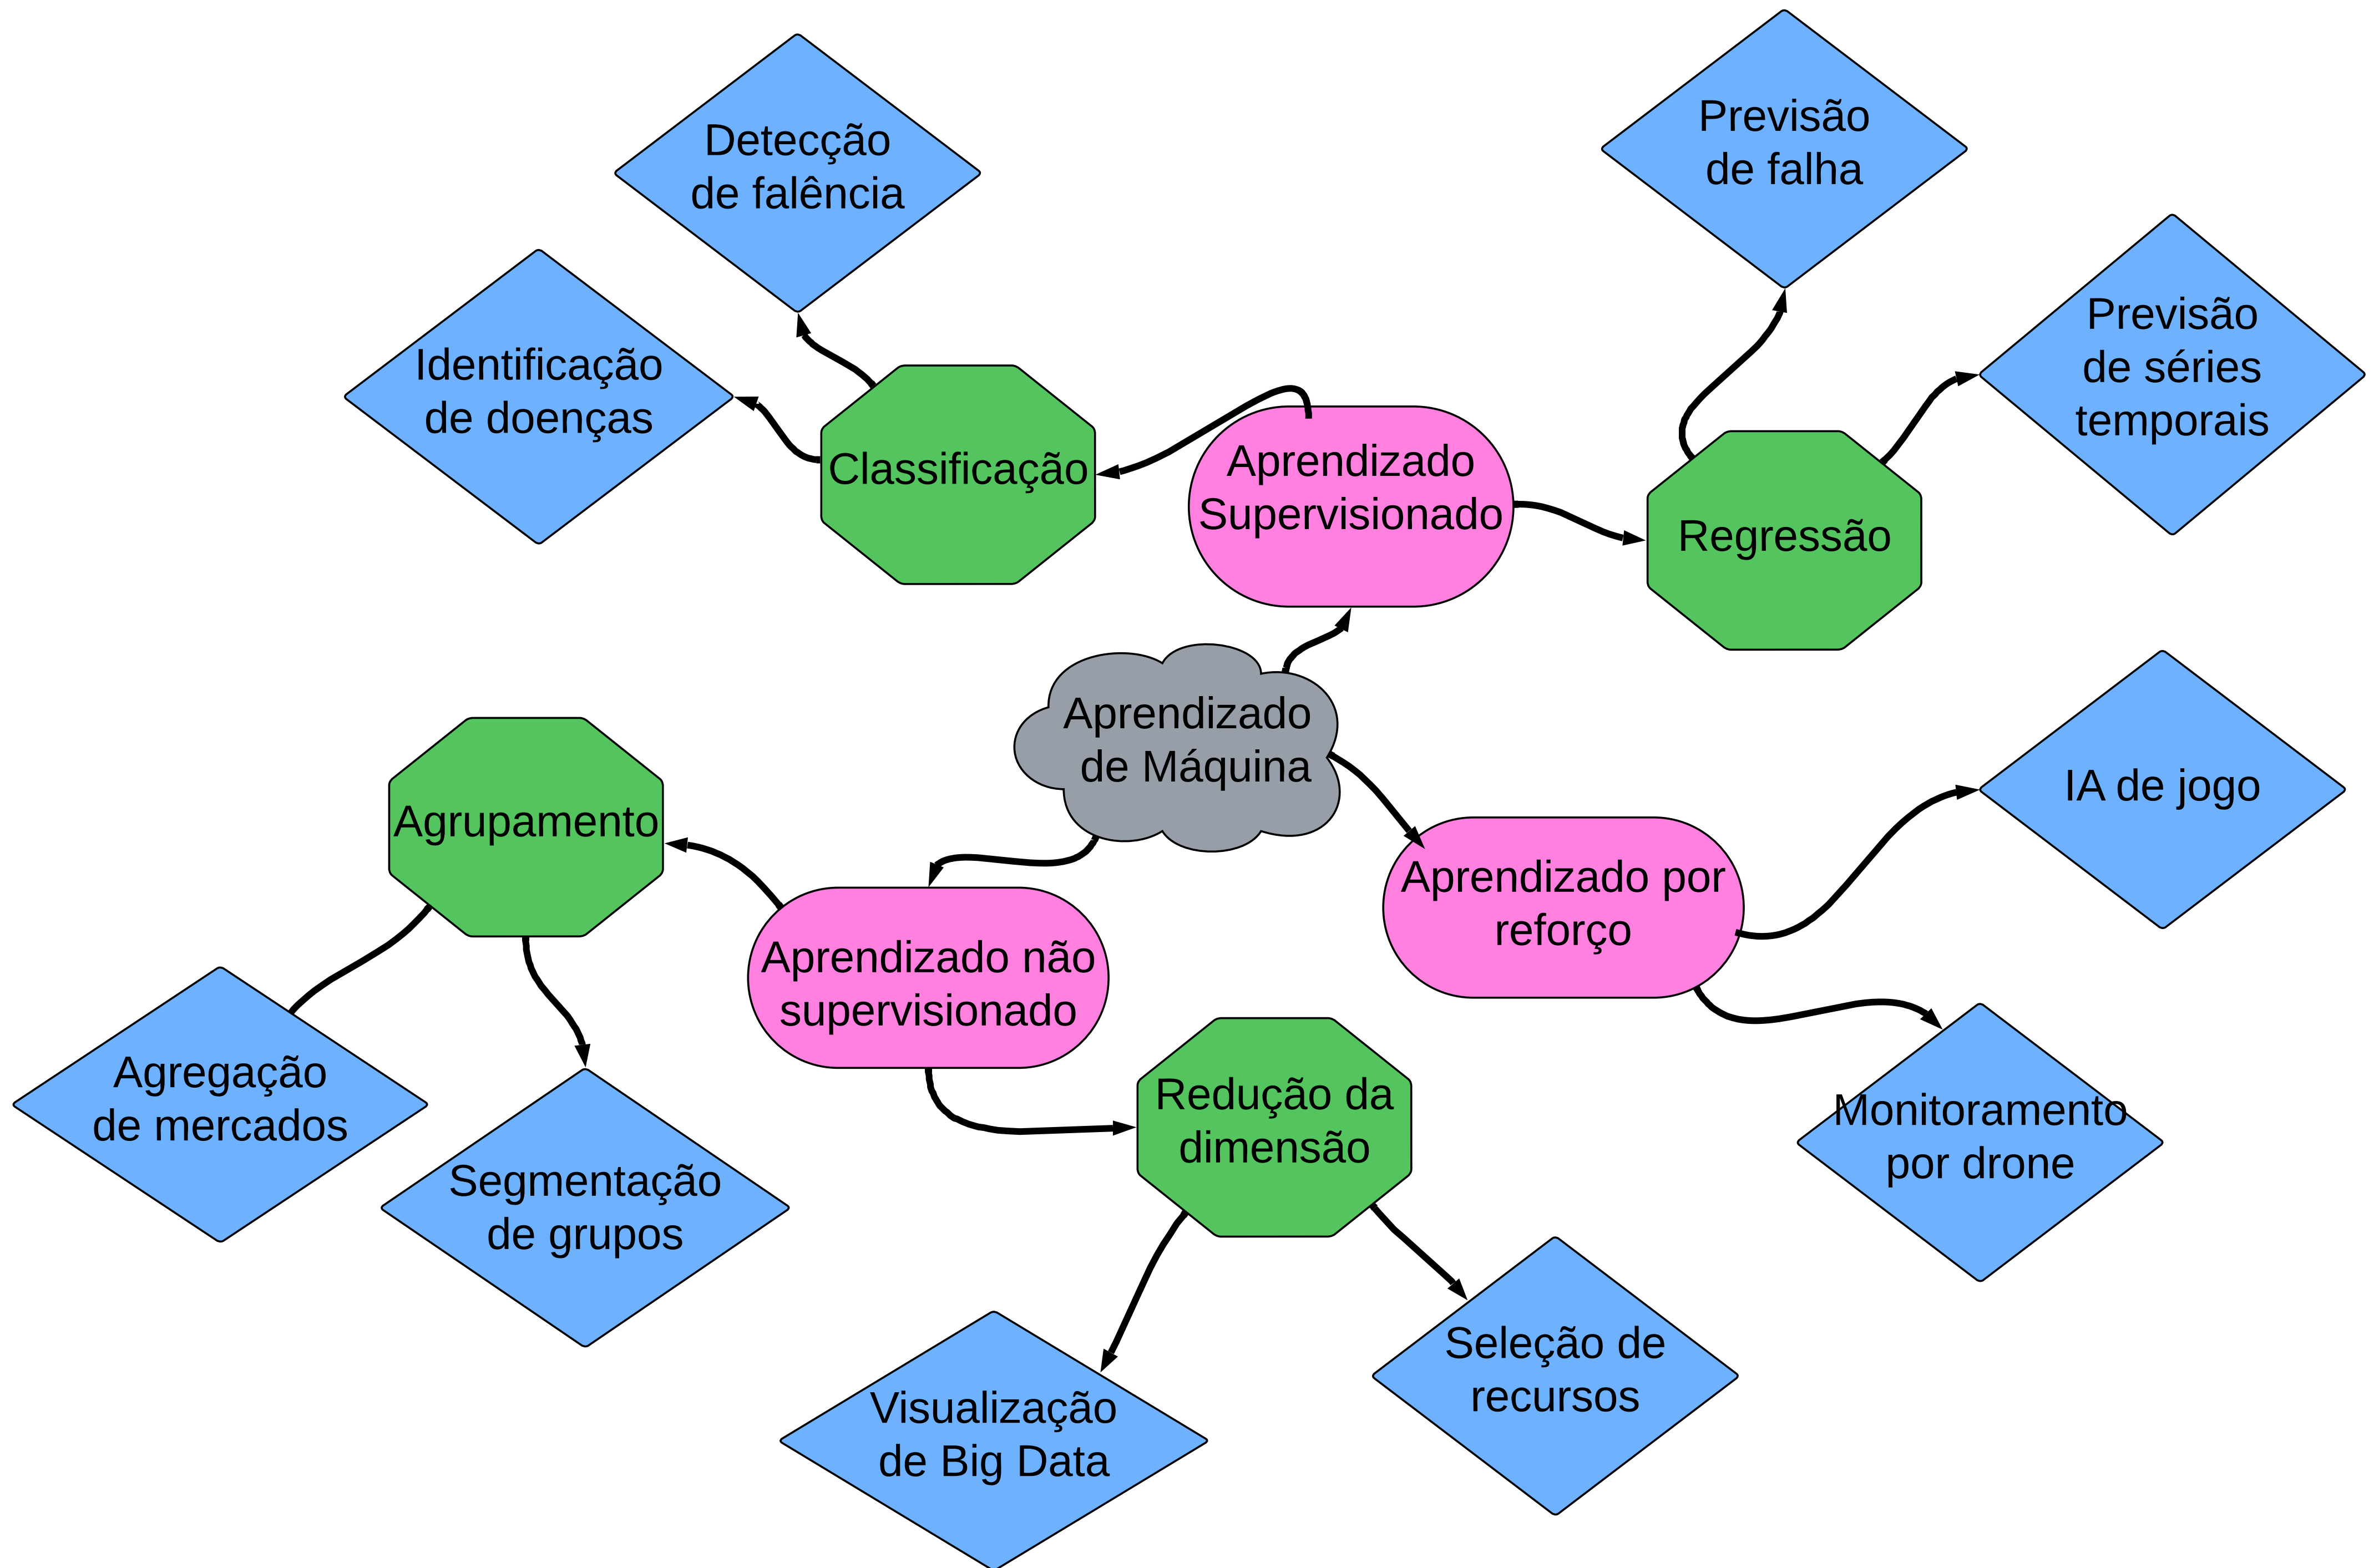 Detecção
de falência
Previsão
de falha
Identificação
de doenças
Previsão
de séries
temporais
Classificação
Aprendizado
Supervisionado
Regressão
Aprendizado
de Máquina
Agrupamento
IA de jogo
Aprendizado por
reforço
Aprendizado não
supervisionado
Agregação
de mercados
Redução da
dimensão
Monitoramento
por drone
Segmentação
de grupos
Seleção de
recursos
Visualização
de Big Data